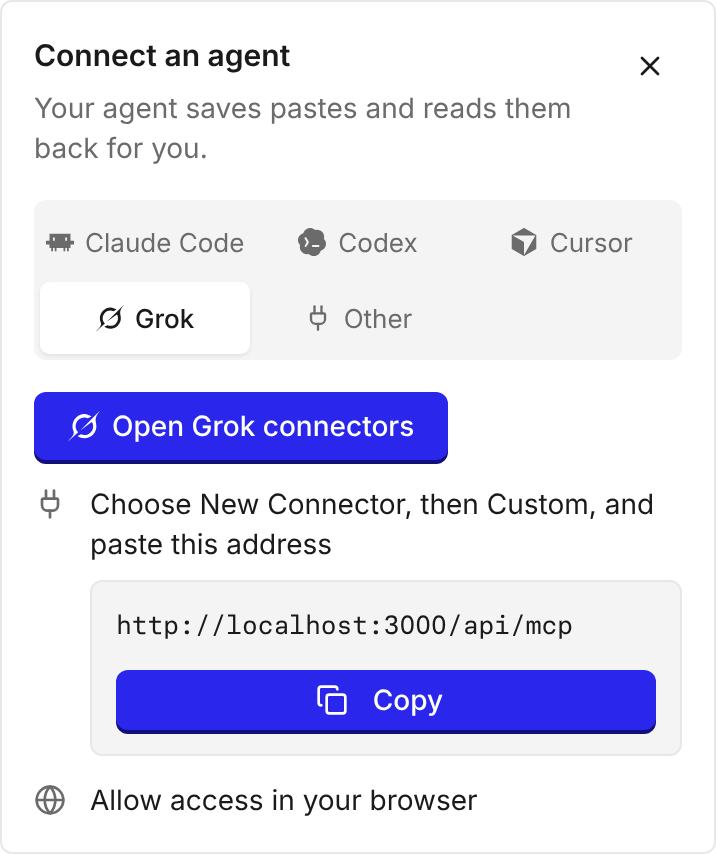 Connect an agent
Your agent saves pastes and reads them
back for you.
Claude Code
Codex
Cursor
Grok
Other
Open Grok connectors
Choose New Connector, then Custom, and
paste this address
http://localhost:3000/api/mcp
Copy
Allow access in your browser